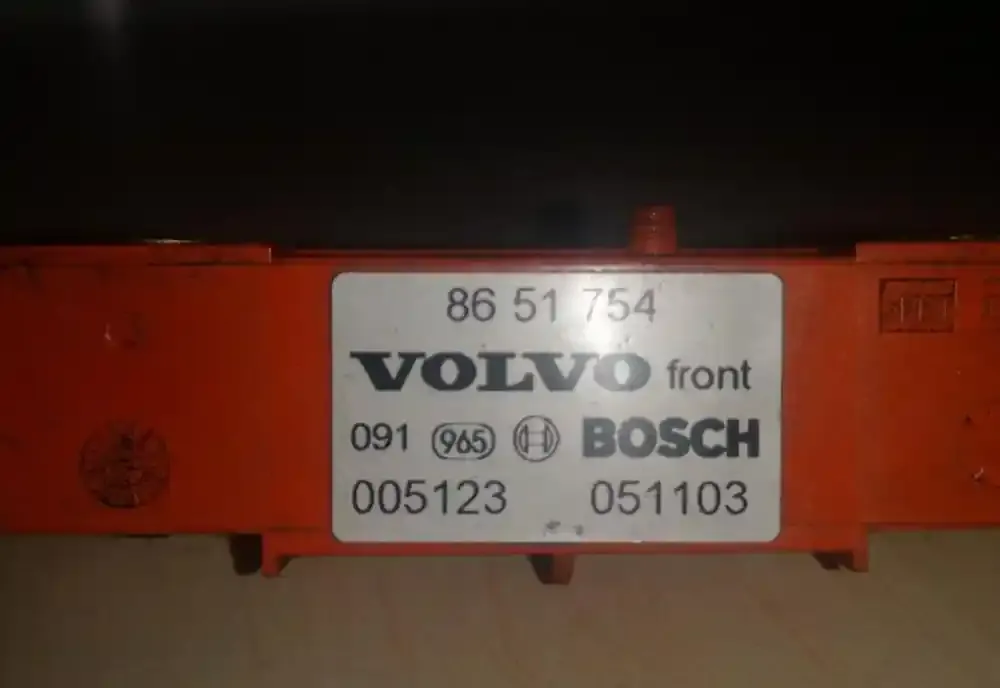 86 51 754
VOLVO front
091 965 BOSCH
005123 051103